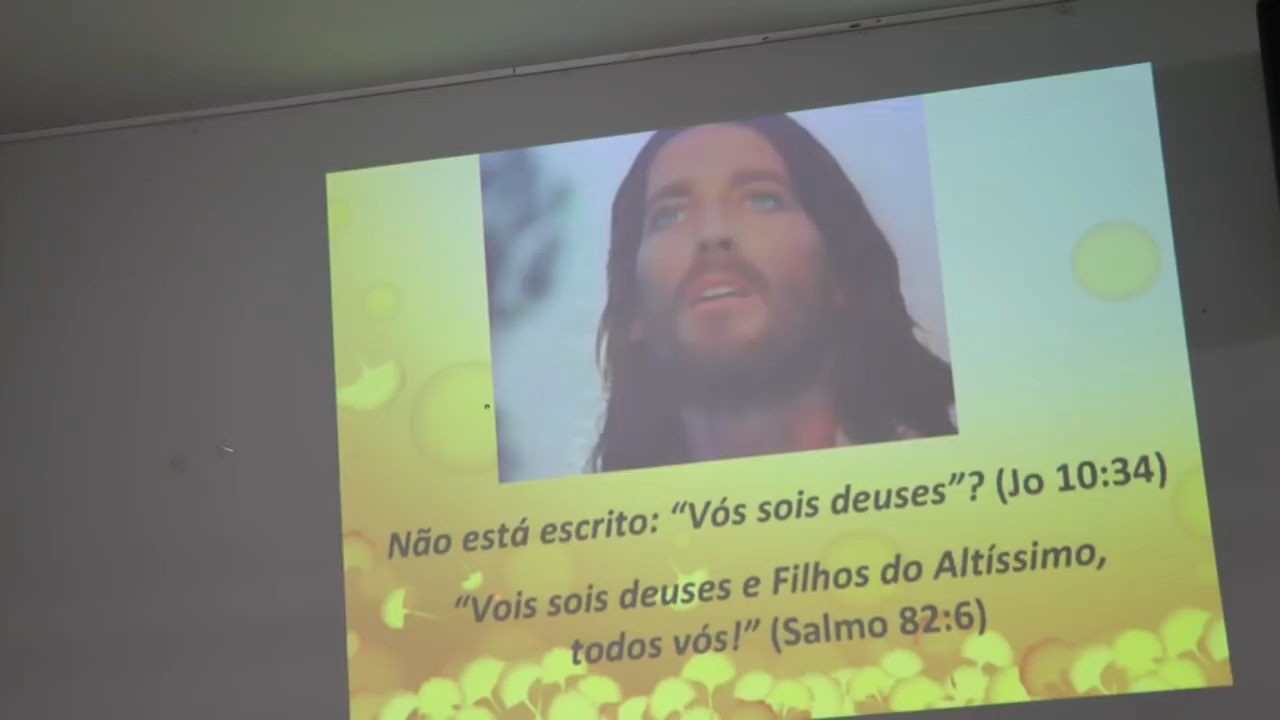 Não está escrito: “Vós sois deuses”? (Jo 10:34)
“Vois sois deuses e Filhos do Altíssimo,
todos vós!” (Salmo 82:6)